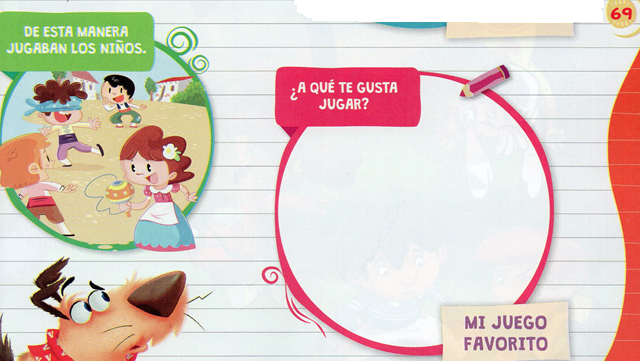 69
DE ESTA MANERA
JUGABAN LOS NIÑOS.
¿A QUÉ TE GUSTA
JUGAR?
MI JUEGO
FAVORITO